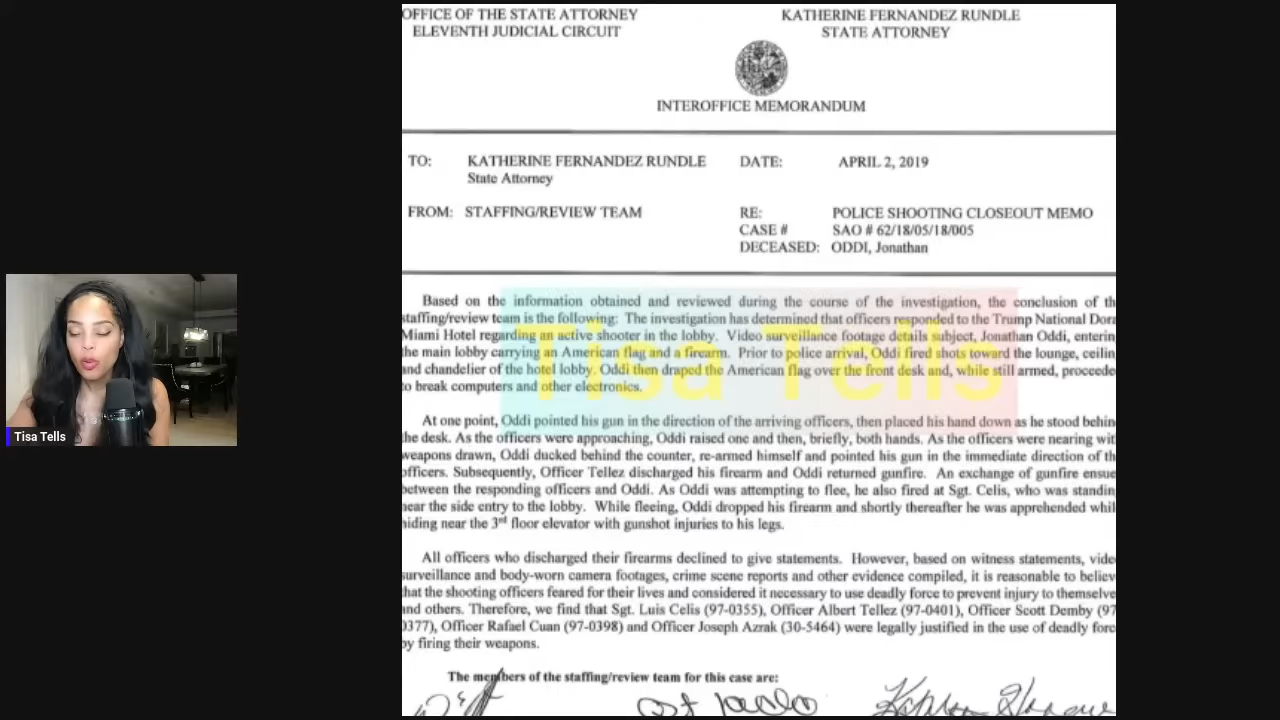 OFFICE OF THE STATE ATTORNEY
ELEVENTH JUDICIAL CIRCUIT
KATHERINE FERNANDEZ RUNDLE
STATE ATTORNEY
INTEROFFICE MEMORANDUM
TO: KATHERINE FERNANDEZ RUNDLE
State Attorney
DATE: APRIL 2, 2019
FROM: STAFFING/REVIEW TEAM
RE: POLICE SHOOTING CLOSEOUT MEMO
CASE # SAO # 62/18/05/18/005
DECEASED: ODDI, Jonathan
Based on the information obtained and reviewed during the course of the investigation, the conclusion of th
staffing/review team is the following: The investigation has determined that officers responded to the Trump National Dora
Miami Hotel regarding an active shooter in the lobby. Video surveillance footage details subject, Jonathan Oddi, enterin
the main lobby carrying an American flag and a firearm. Prior to police arrival, Oddi fired shots toward the lounge, ceilin
and chandelier of the hotel lobby. Oddi then draped the American flag over the front desk and, while still armed, proceede
to break computers and other electronics.
At one point, Oddi pointed his gun in the direction of the arriving officers, then placed his hand down as he stood behin
the desk. As the officers were approaching, Oddi raised one and then, briefly, both hands. As the officers were nearing wit
weapons drawn, Oddi ducked behind the counter, re-armed himself and pointed his gun in the immediate direction of th
officers. Subsequently, Officer Tellez discharged his firearm and Oddi returned gunfire. An exchange of gunfire ensue
between the responding officers and Oddi. As Oddi was attempting to flee, he also fired at Sgt. Celis, who was standin
near the side entry to the lobby. While fleeing, Oddi dropped his firearm and shortly thereafter he was apprehended whil
hiding near the 3rd floor elevator with gunshot injuries to his legs.
All officers who discharged their firearms declined to give statements. However, based on witness statements, vide
surveillance and body-worn camera footages, crime scene reports and other evidence compiled, it is reasonable to believ
that the shooting officers feared for their lives and considered it necessary to use deadly force to prevent injury to themselve
and others. Therefore, we find that Sgt. Luis Celis (97-0355), Officer Albert Tellez (97-0401), Officer Scott Demby (97
0377), Officer Rafael Cuan (97-0398) and Officer Joseph Azrak (30-5464) were legally justified in the use of deadly forc
by firing their weapons.
The members of the staffing/review team for this case are:
Tisa Tells
Tisa Tells